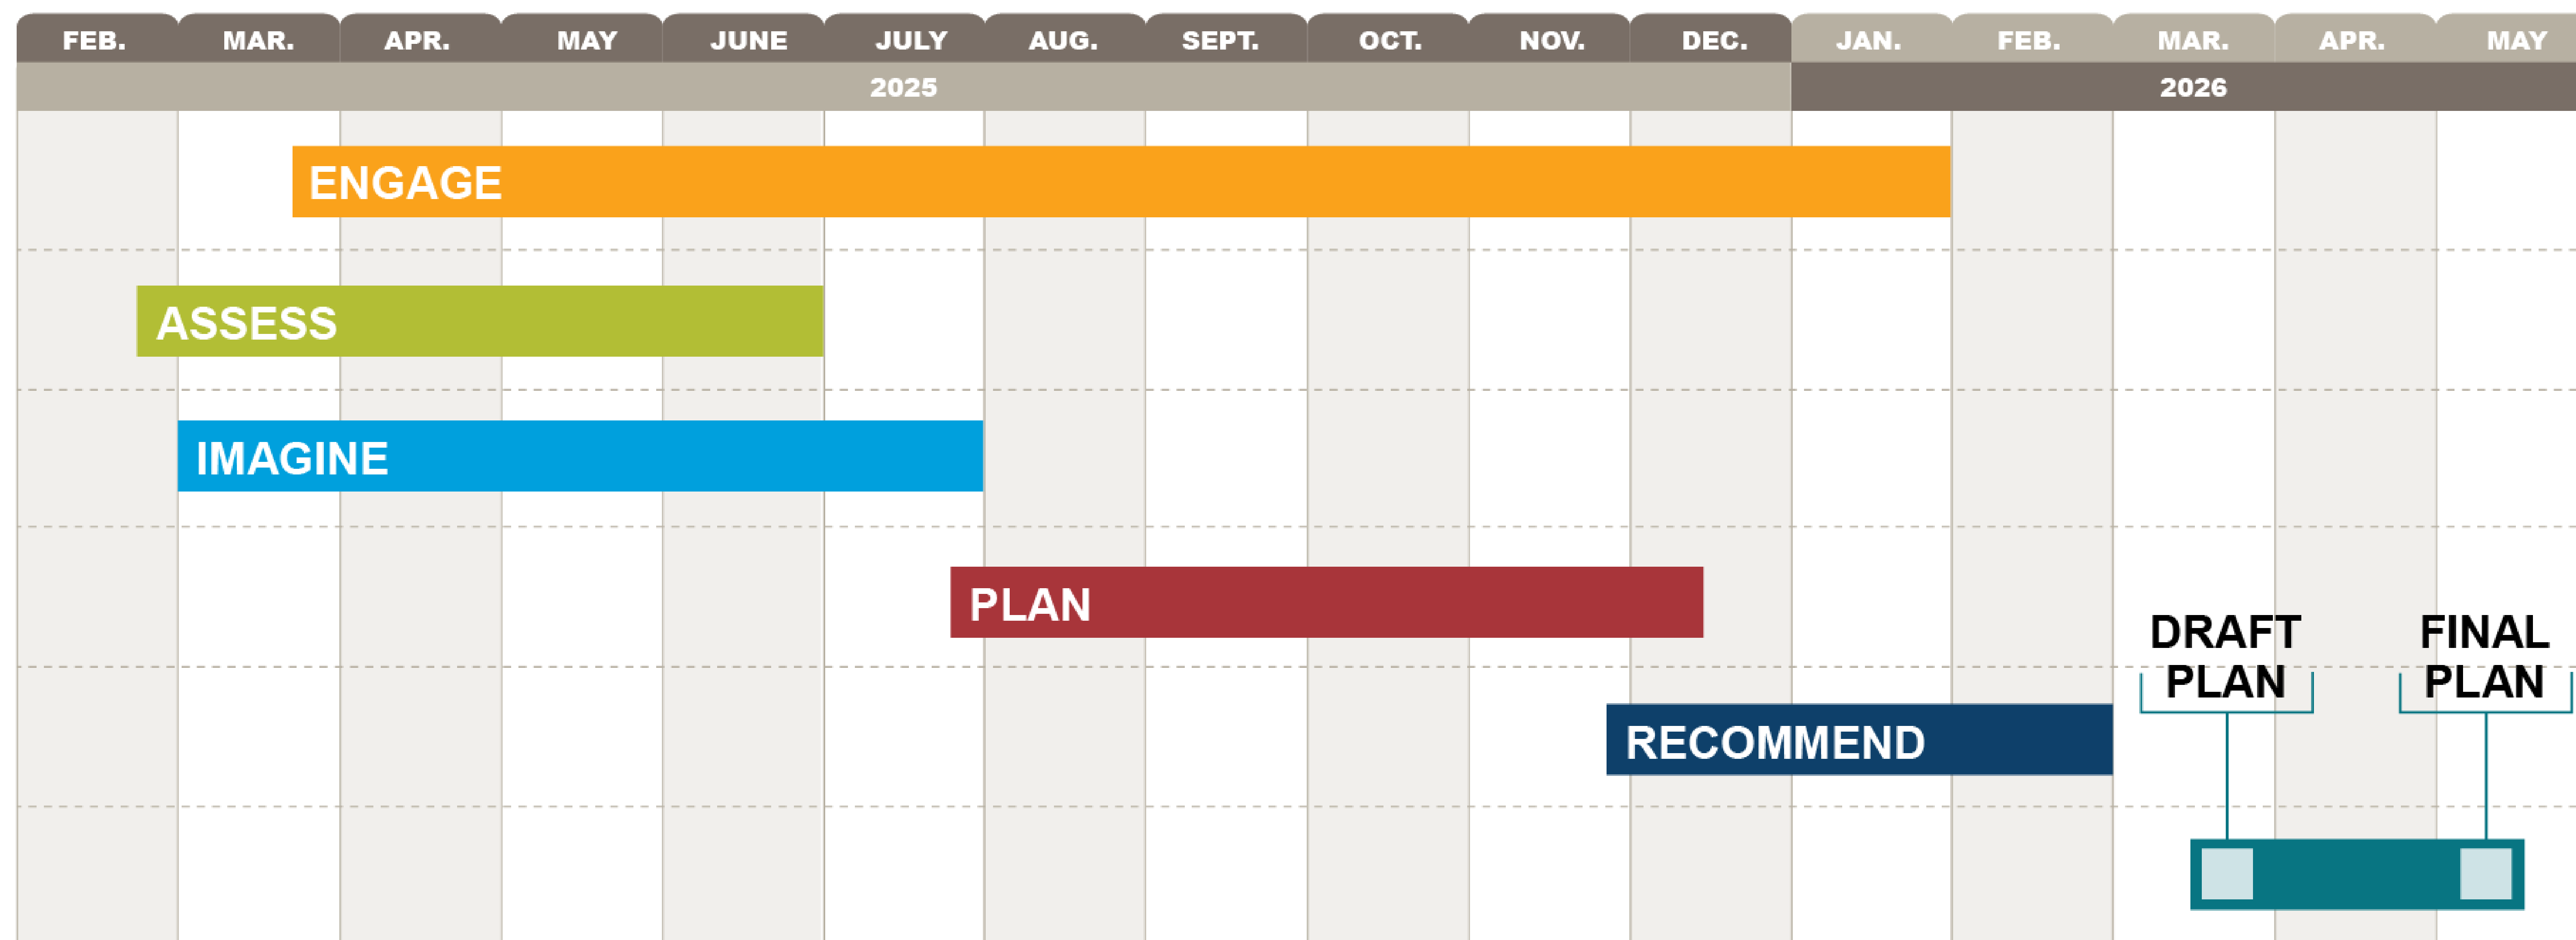 FEB. MAR. APR. MAY JUNE JULY AUG. SEPT. OCT. NOV. DEC. JAN. FEB. MAR. APR. MAY
2025 2026
ENGAGE
ASSESS
IMAGINE
PLAN
DRAFT
PLAN
FINAL
PLAN
RECOMMEND